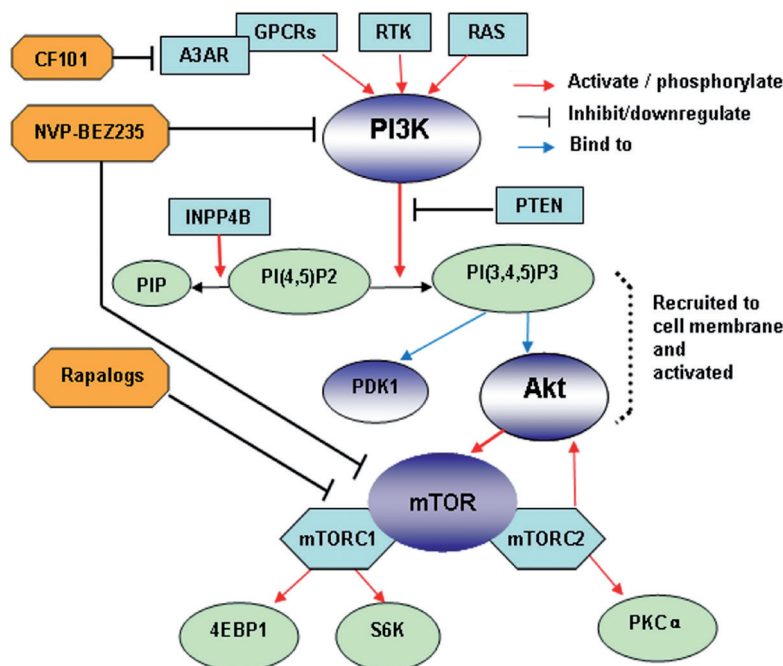 GPCRs
RTK
RAS
CF101
A3AR
Activate / phosphorylate
Inhibit/downregulate
Bind to
NVP-BEZ235
PI3K
INPP4B
PTEN
PIP
PI(4,5)P2
PI(3,4,5)P3
Recruited to
cell membrane
and
activated
Rapalogs
PDK1
Akt
mTOR
mTORC1
mTORC2
4EBP1
S6K
PKCα